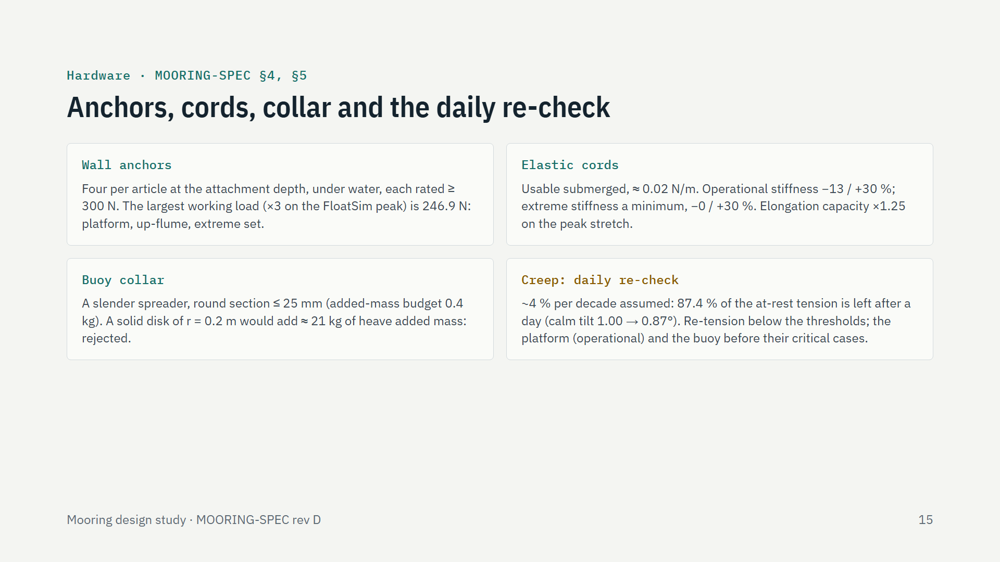 Hardware · MOORING-SPEC §4, §5
Anchors, cords, collar and the daily re-check
Wall anchors
Four per article at the attachment depth, under water, each rated ≥
300 N. The largest working load (×3 on the FloatSim peak) is 246.9 N:
platform, up-flume, extreme set.
Elastic cords
Usable submerged, ≈ 0.02 N/m. Operational stiffness −13 / +30 %;
extreme stiffness a minimum, −0 / +30 %. Elongation capacity ×1.25
on the peak stretch.
Buoy collar
A slender spreader, round section ≤ 25 mm (added-mass budget 0.4
kg). A solid disk of r = 0.2 m would add ≈ 21 kg of heave added mass:
rejected.
Creep: daily re-check
~4 % per decade assumed: 87.4 % of the at-rest tension is left after a
day (calm tilt 1.00 → 0.87°). Re-tension below the thresholds; the
platform (operational) and the buoy before their critical cases.
Mooring design study · MOORING-SPEC rev D
15